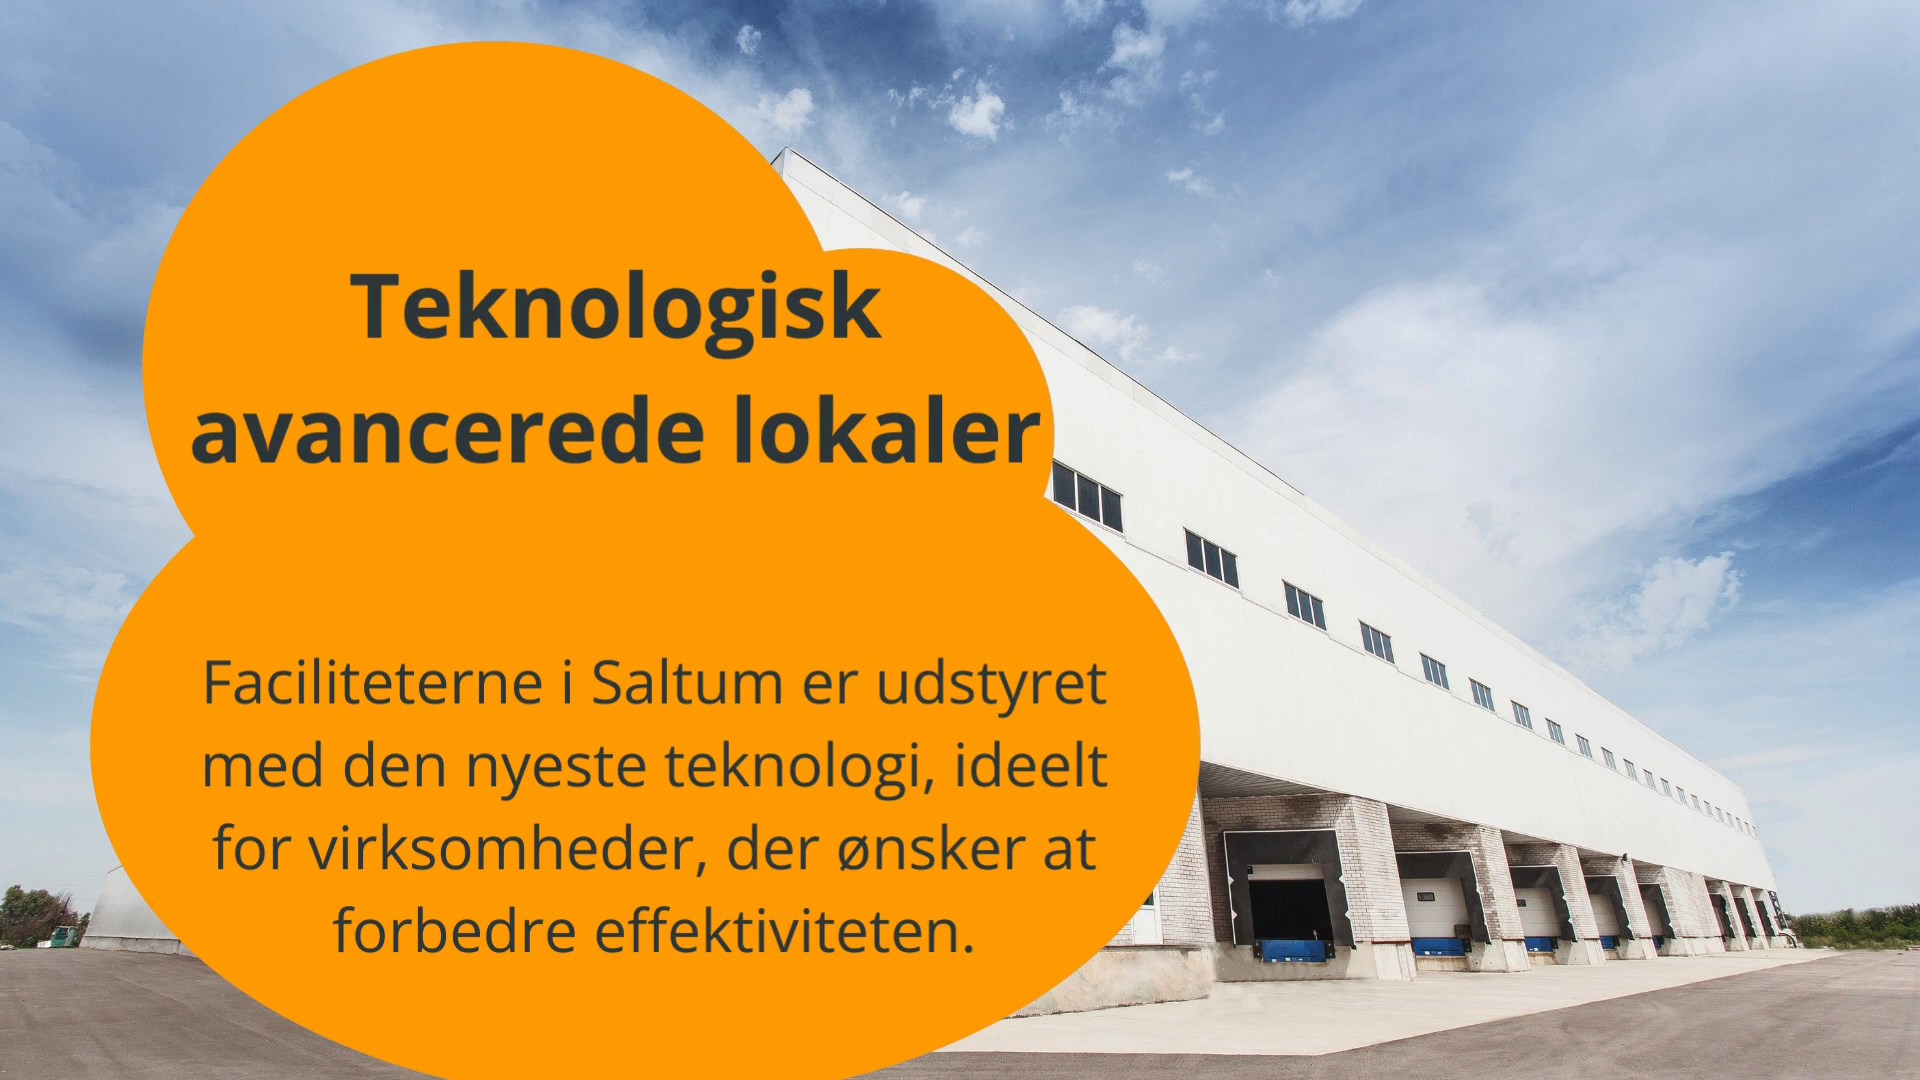 Teknologisk
avancerede lokaler
Faciliteterne i Saltum er udstyret
med den nyeste teknologi, ideelt
for virksomheder, der ønsker at
forbedre effektiviteten.